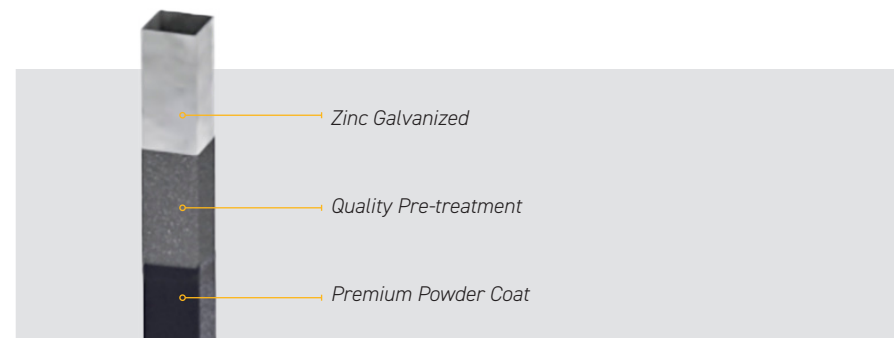 Zinc Galvanized
Quality Pre-treatment
Premium Powder Coat